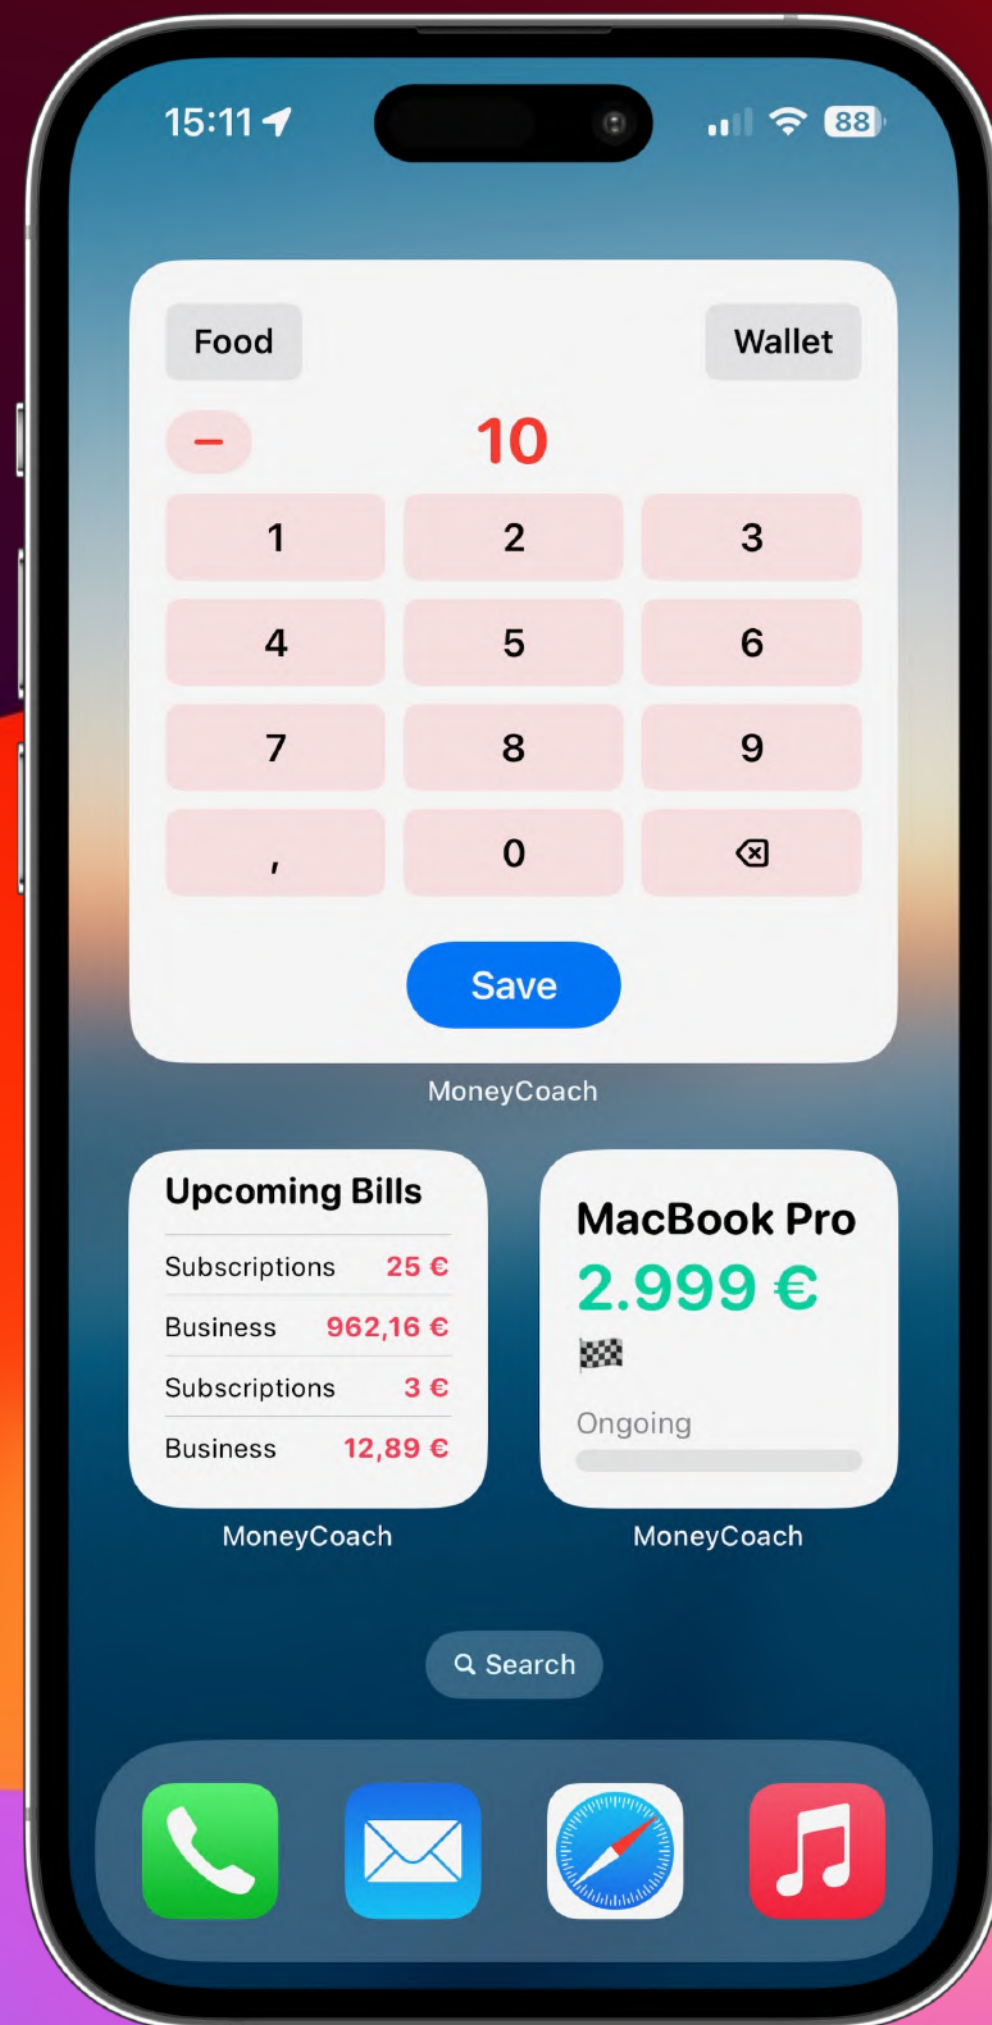 15:11
88
Food Wallet
− 10
1 2 3
4 5 6
7 8 9
, 0
Save
MoneyCoach
Upcoming Bills
Subscriptions 25 €
Business 962,16 €
Subscriptions 3 €
Business 12,89 €
MoneyCoach
MacBook Pro
2.999 €
Ongoing
MoneyCoach
Search